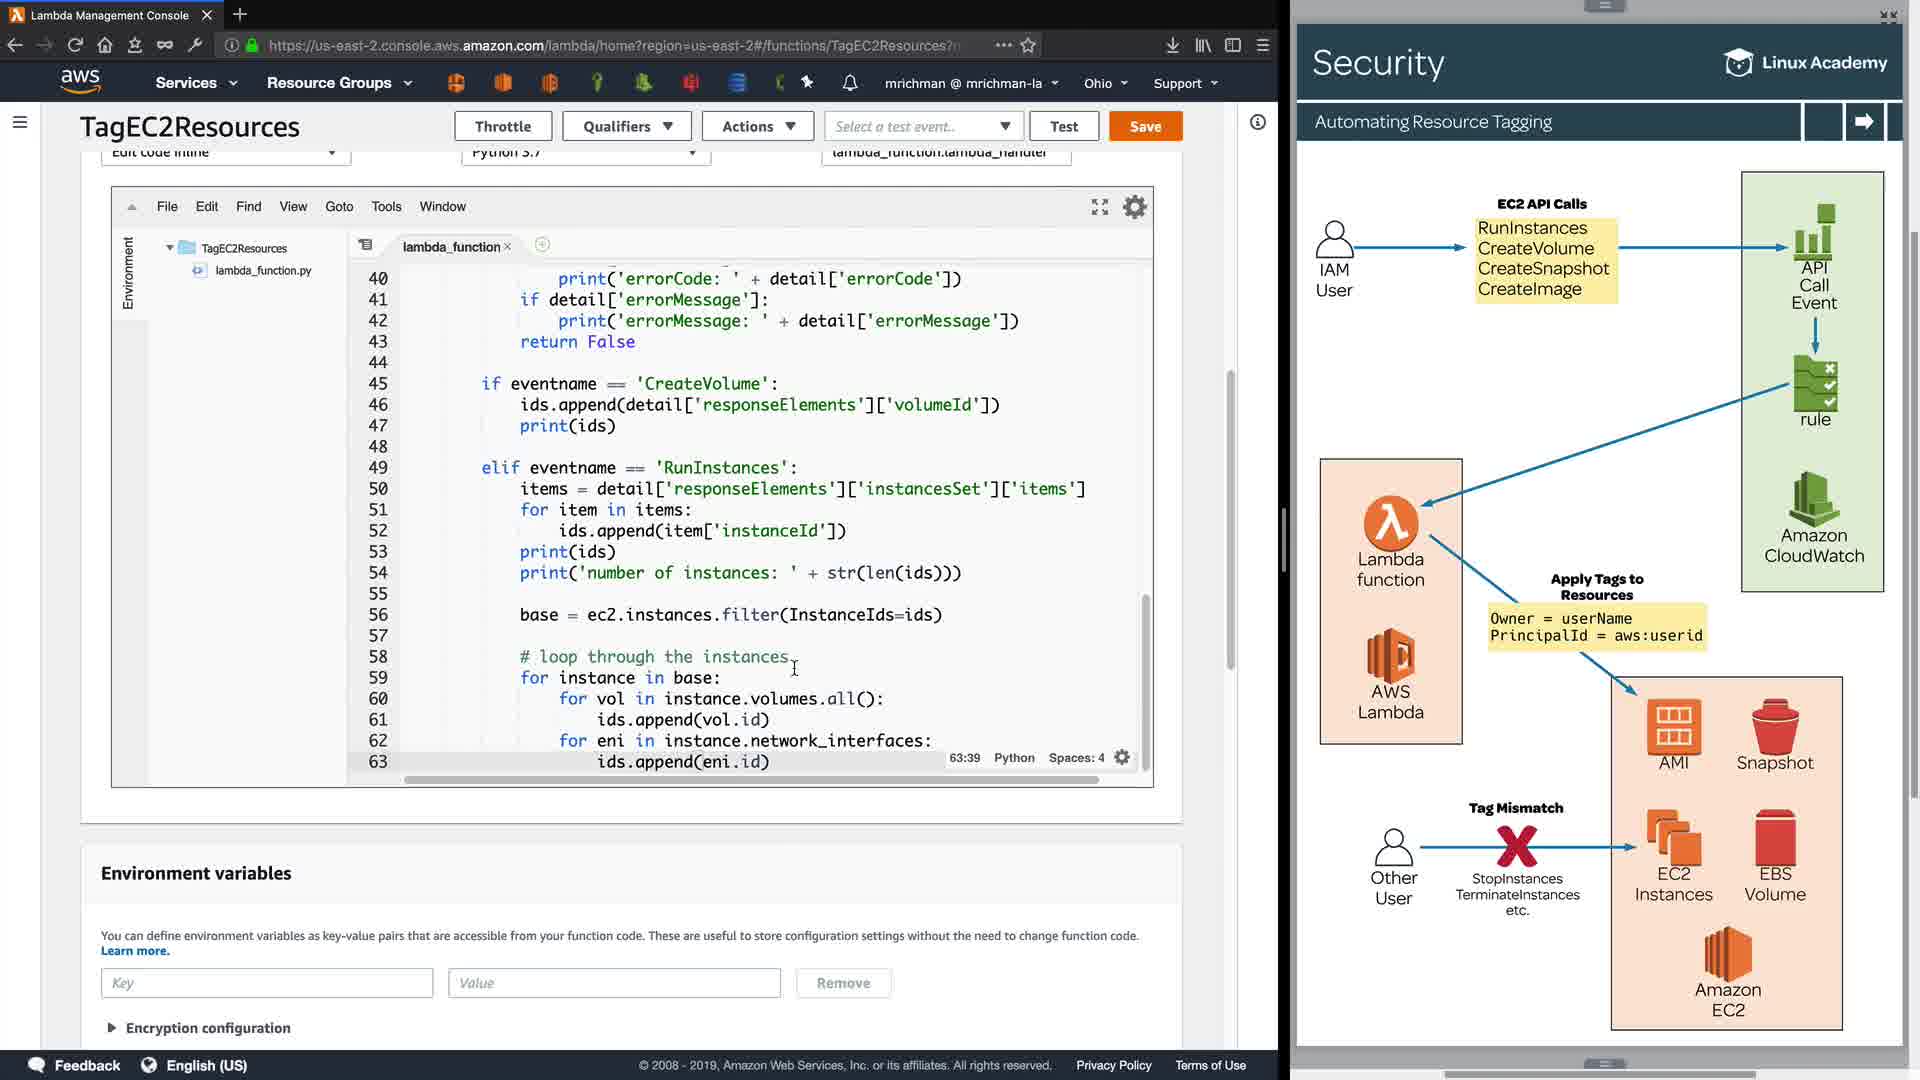 Lambda Management Console
https://us-east-2.console.aws.amazon.com/lambda/home?region=us-east-2#/functions/TagEC2Resources?
aws
Services
Resource Groups
mrichman @ mrichman-la
Ohio
Support
TagEC2Resources
Throttle
Qualifiers
Actions
Select a test event..
Test
Save
Edit code inline
Python 3.7
lambda_function.lambda_handler
File
Edit
Find
View
Goto
Tools
Window
Environment
TagEC2Resources
lambda_function.py
lambda_function
40 print('errorCode: ' + detail['errorCode'])
41 if detail['errorMessage']:
42 print('errorMessage: ' + detail['errorMessage'])
43 return False
44
45 if eventname == 'CreateVolume':
46 ids.append(detail['responseElements']['volumeId'])
47 print(ids)
48
49 elif eventname == 'RunInstances':
50 items = detail['responseElements']['instancesSet']['items']
51 for item in items:
52 ids.append(item['instanceId'])
53 print(ids)
54 print('number of instances: ' + str(len(ids)))
55
56 base = ec2.instances.filter(InstanceIds=ids)
57
58 # loop through the instances
59 for instance in base:
60 for vol in instance.volumes.all():
61 ids.append(vol.id)
62 for eni in instance.network_interfaces:
63 ids.append(eni.id)
63:39 Python Spaces: 4
Environment variables
You can define environment variables as key-value pairs that are accessible from your function code. These are useful to store configuration settings without the need to change function code.
Learn more.
Key
Value
Remove
Encryption configuration
Feedback
English (US)
© 2008 - 2019, Amazon Web Services, Inc. or its affiliates. All rights reserved.
Privacy Policy
Terms of Use
Security
Linux Academy
Automating Resource Tagging
IAM
User
EC2 API Calls
RunInstances
CreateVolume
CreateSnapshot
CreateImage
API
Call
Event
rule
Amazon
CloudWatch
Lambda
function
AWS
Lambda
Apply Tags to
Resources
Owner = userName
PrincipalId = aws:userid
AMI
Snapshot
Tag Mismatch
Other
User
StopInstances
TerminateInstances
etc.
EC2
Instances
EBS
Volume
Amazon
EC2